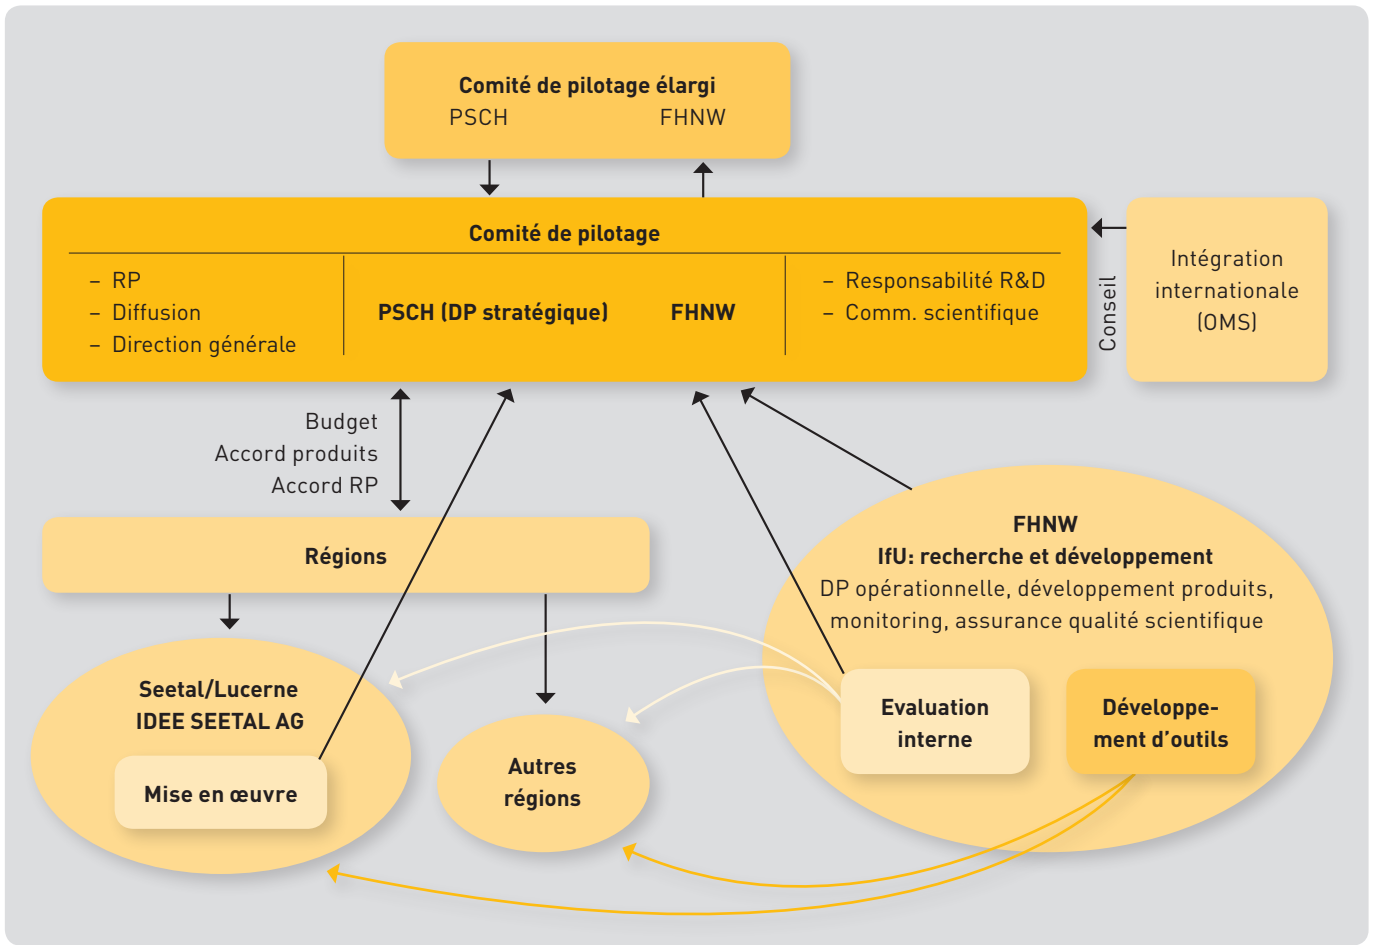 Comité de pilotage élargi
PSCH FHNW
Comité de pilotage
– RP
– Diffusion
– Direction générale
PSCH (DP stratégique) FHNW
– Responsabilité R&D
– Comm. scientifique
Conseil
Intégration
internationale
(OMS)
Budget
Accord produits
Accord RP
Régions
FHNW
IfU: recherche et développement
DP opérationnelle, développement produits,
monitoring, assurance qualité scientifique
Seetal/Lucerne
IDEE SEETAL AG
Mise en œuvre
Autres
régions
Evaluation
interne
Développe-
ment d’outils